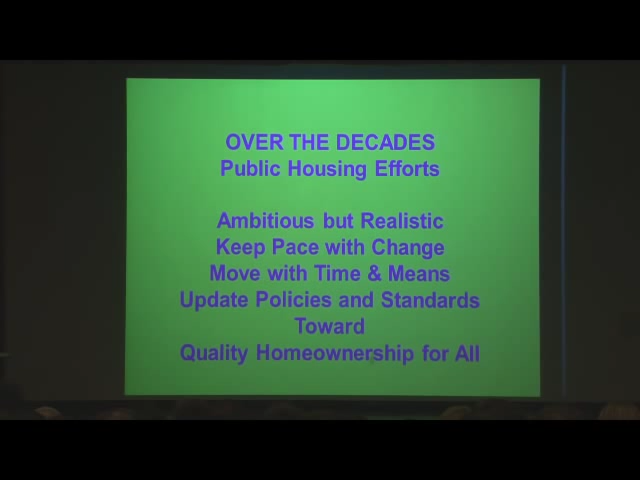 OVER THE DECADES
Public Housing Efforts
Ambitious but Realistic
Keep Pace with Change
Move with Time & Means
Update Policies and Standards
Toward
Quality Homeownership for All